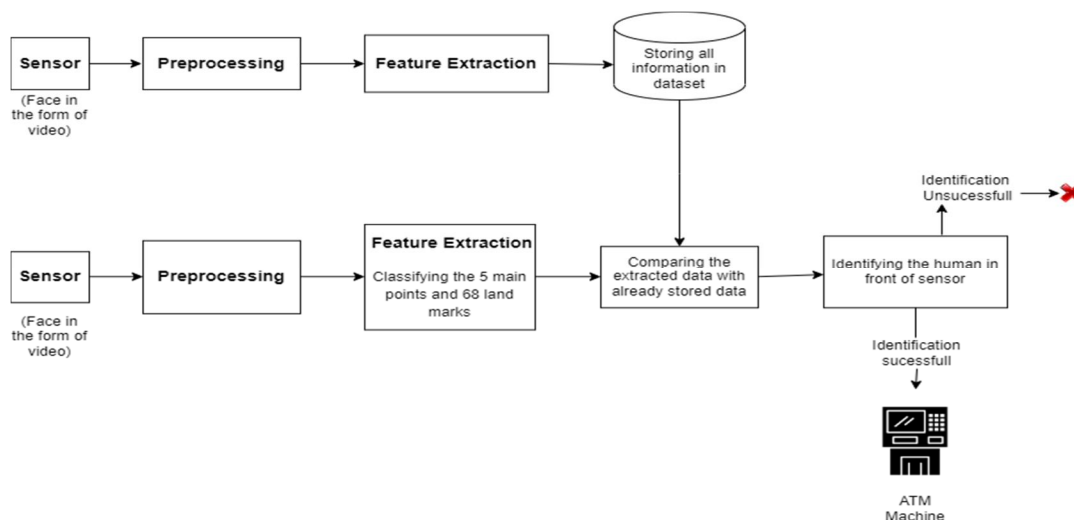 Sensor
(Face in
the form of
video)
Preprocessing
Feature Extraction
Storing all
information in
dataset
Sensor
(Face in
the form of
video)
Preprocessing
Feature Extraction
Classifying the 5 main
points and 68 land
marks
Comparing the
extracted data with
already stored data
Identifying the human in
front of sensor
Identification
Unsucessfull
Identification
sucessfull
ATM
Machine